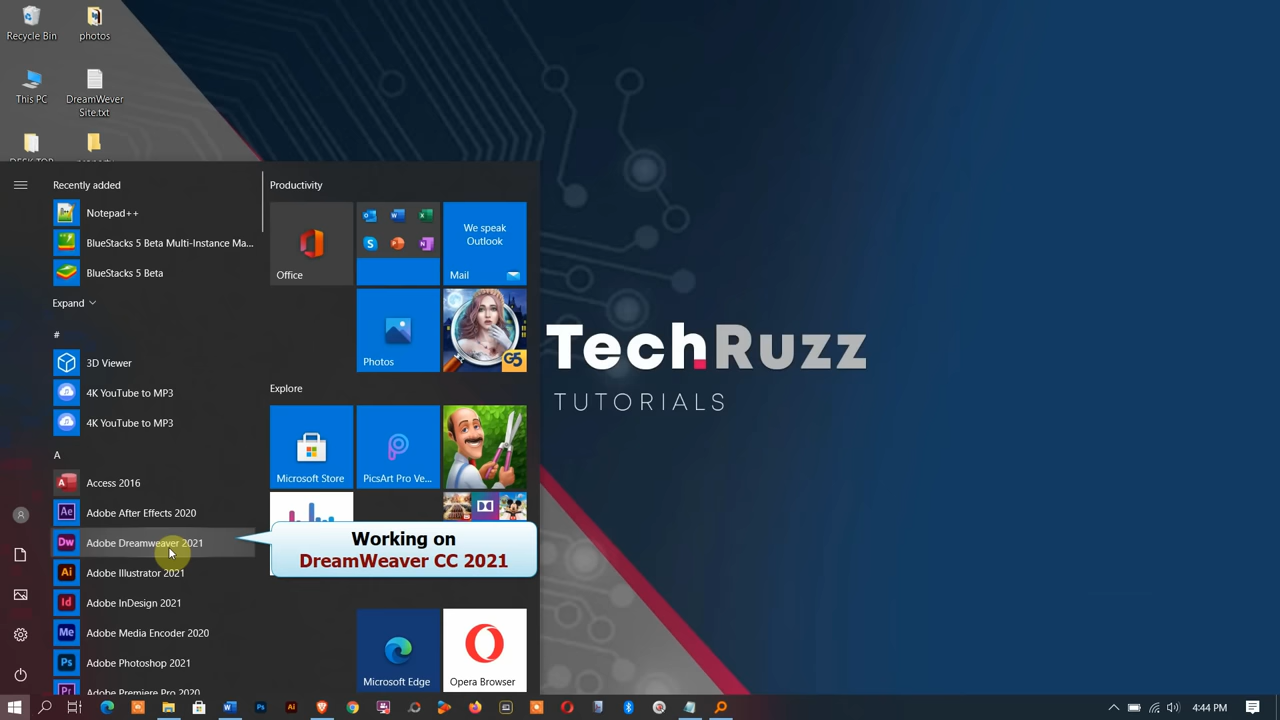 Recycle Bin
photos
This PC
DreamWever
Site.txt
Recently added
Notepad++
BlueStacks 5 Beta Multi-Instance Ma...
BlueStacks 5 Beta
Expand
#
3D Viewer
4K YouTube to MP3
4K YouTube to MP3
A
Access 2016
Adobe After Effects 2020
Adobe Dreamweaver 2021
Adobe Illustrator 2021
Adobe InDesign 2021
Adobe Media Encoder 2020
Adobe Photoshop 2021
Adobe Premiere Pro 2020
Productivity
Office
We speak
Outlook
Mail
Photos
G5
Explore
Microsoft Store
PicsArt Pro Ve...
Working on
DreamWeaver CC 2021
Microsoft Edge
Opera Browser
TechRuzz
TUTORIALS
4:44 PM